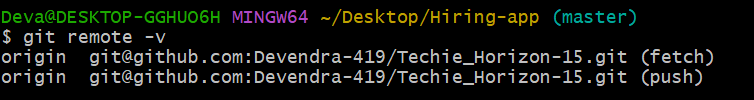 Deva@DESKTOP-GGHUO6H MINGW64 ~/Desktop/Hiring-app (master)
$ git remote -v
origin  git@github.com:Devendra-419/Techie_Horizon-15.git (fetch)
origin  git@github.com:Devendra-419/Techie_Horizon-15.git (push)